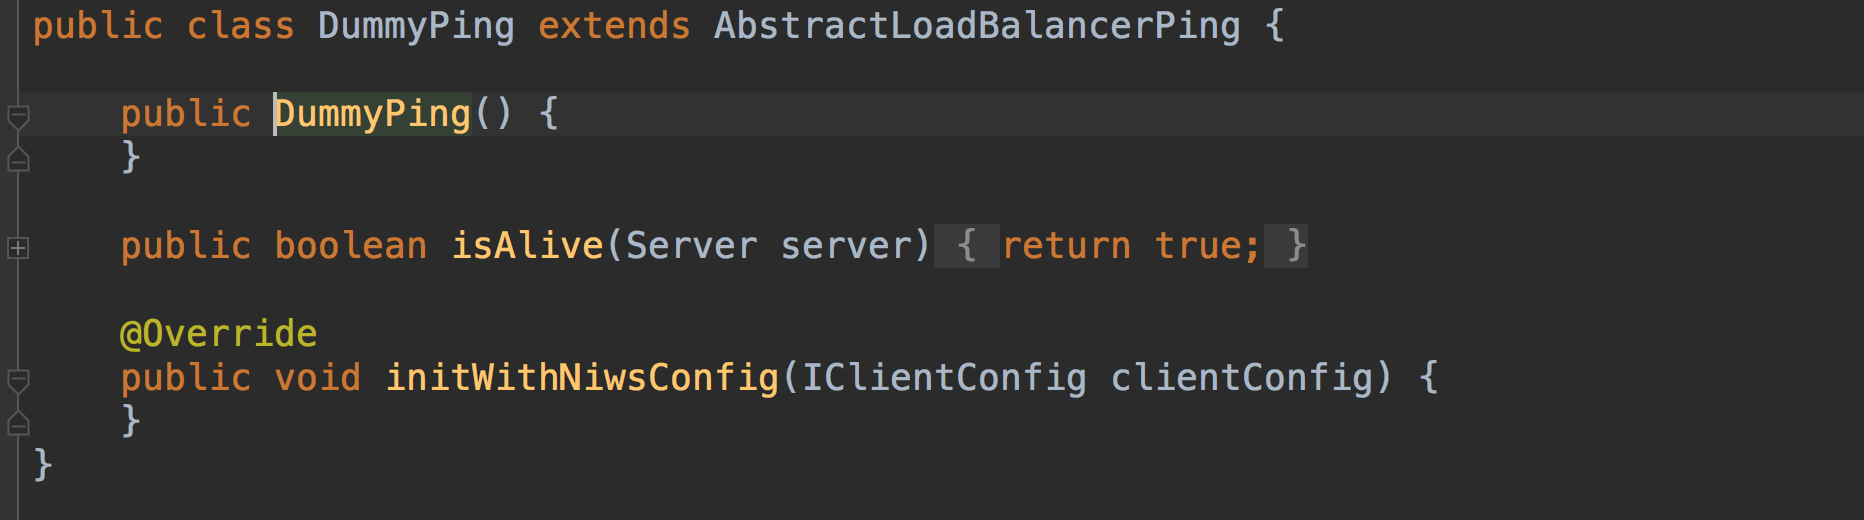 public class DummyPing extends AbstractLoadBalancerPing {
public DummyPing() {
}
public boolean isAlive(Server server) { return true; }
@Override
public void initWithNiwsConfig(IClientConfig clientConfig) {
}
}